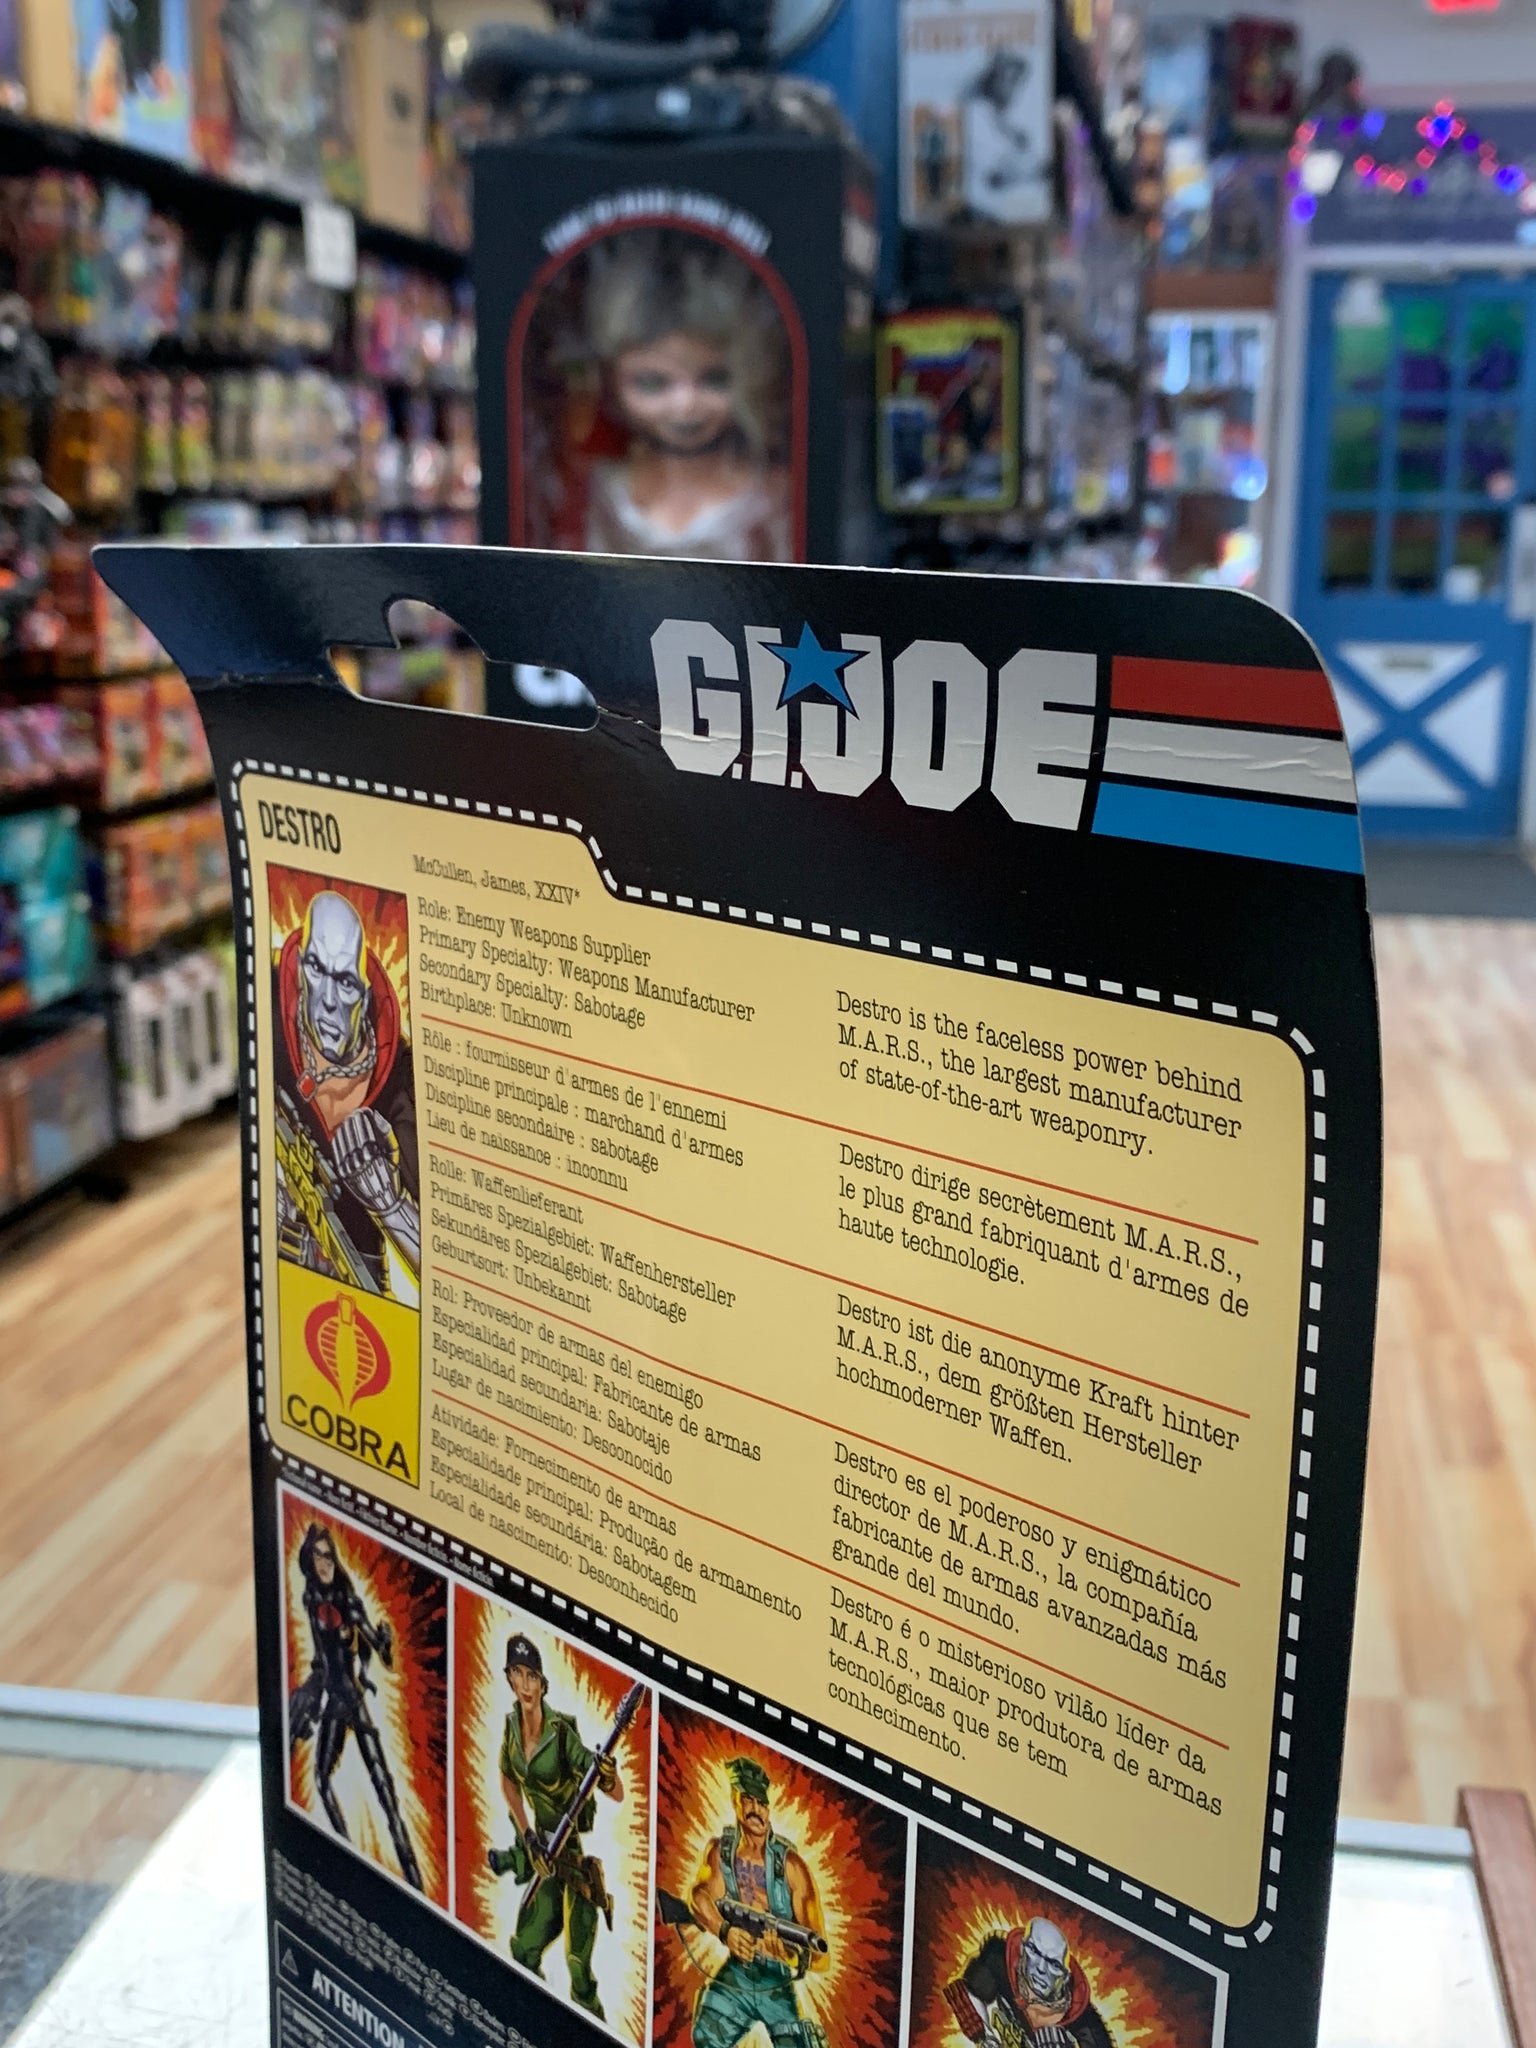 G.I.JOE
DESTRO
McCullen, James, XXIV*
Role: Enemy Weapons Supplier
Primary Specialty: Weapons Manufacturer
Secondary Specialty: Sabotage
Birthplace: Unknown
Destro is the faceless power behind
M.A.R.S., the largest manufacturer
of state-of-the-art weaponry.
Rôle : fournisseur d'armes de l'ennemi
Discipline principale : marchand d'armes
Discipline secondaire : sabotage
Lieu de naissance : inconnu
Destro dirige secrètement M.A.R.S.,
le plus grand fabriquant d'armes de
haute technologie.
Rolle: Waffenlieferant
Primäres Spezialgebiet: Waffenhersteller
Sekundäres Spezialgebiet: Sabotage
Geburtsort: Unbekannt
Destro ist die anonyme Kraft hinter
M.A.R.S., dem größten Hersteller
hochmoderner Waffen.
Rol: Proveedor de armas del enemigo
Especialidad principal: Fabricante de armas
Especialidad secundaria: Sabotaje
Lugar de nacimiento: Desconocido
Destro es el poderoso y enigmático
director de M.A.R.S., la compañía
fabricante de armas avanzadas más
grande del mundo.
Atividade: Fornecimento de armas
Especialidade principal: Produção de armamento
Especialidade secundária: Sabotagem
Local de nascimento: Desconhecido
Destro é o misterioso vilão líder da
M.A.R.S., maior produtora de armas
tecnológicas que se tem
conhecimento.
COBRA
ATTENTION